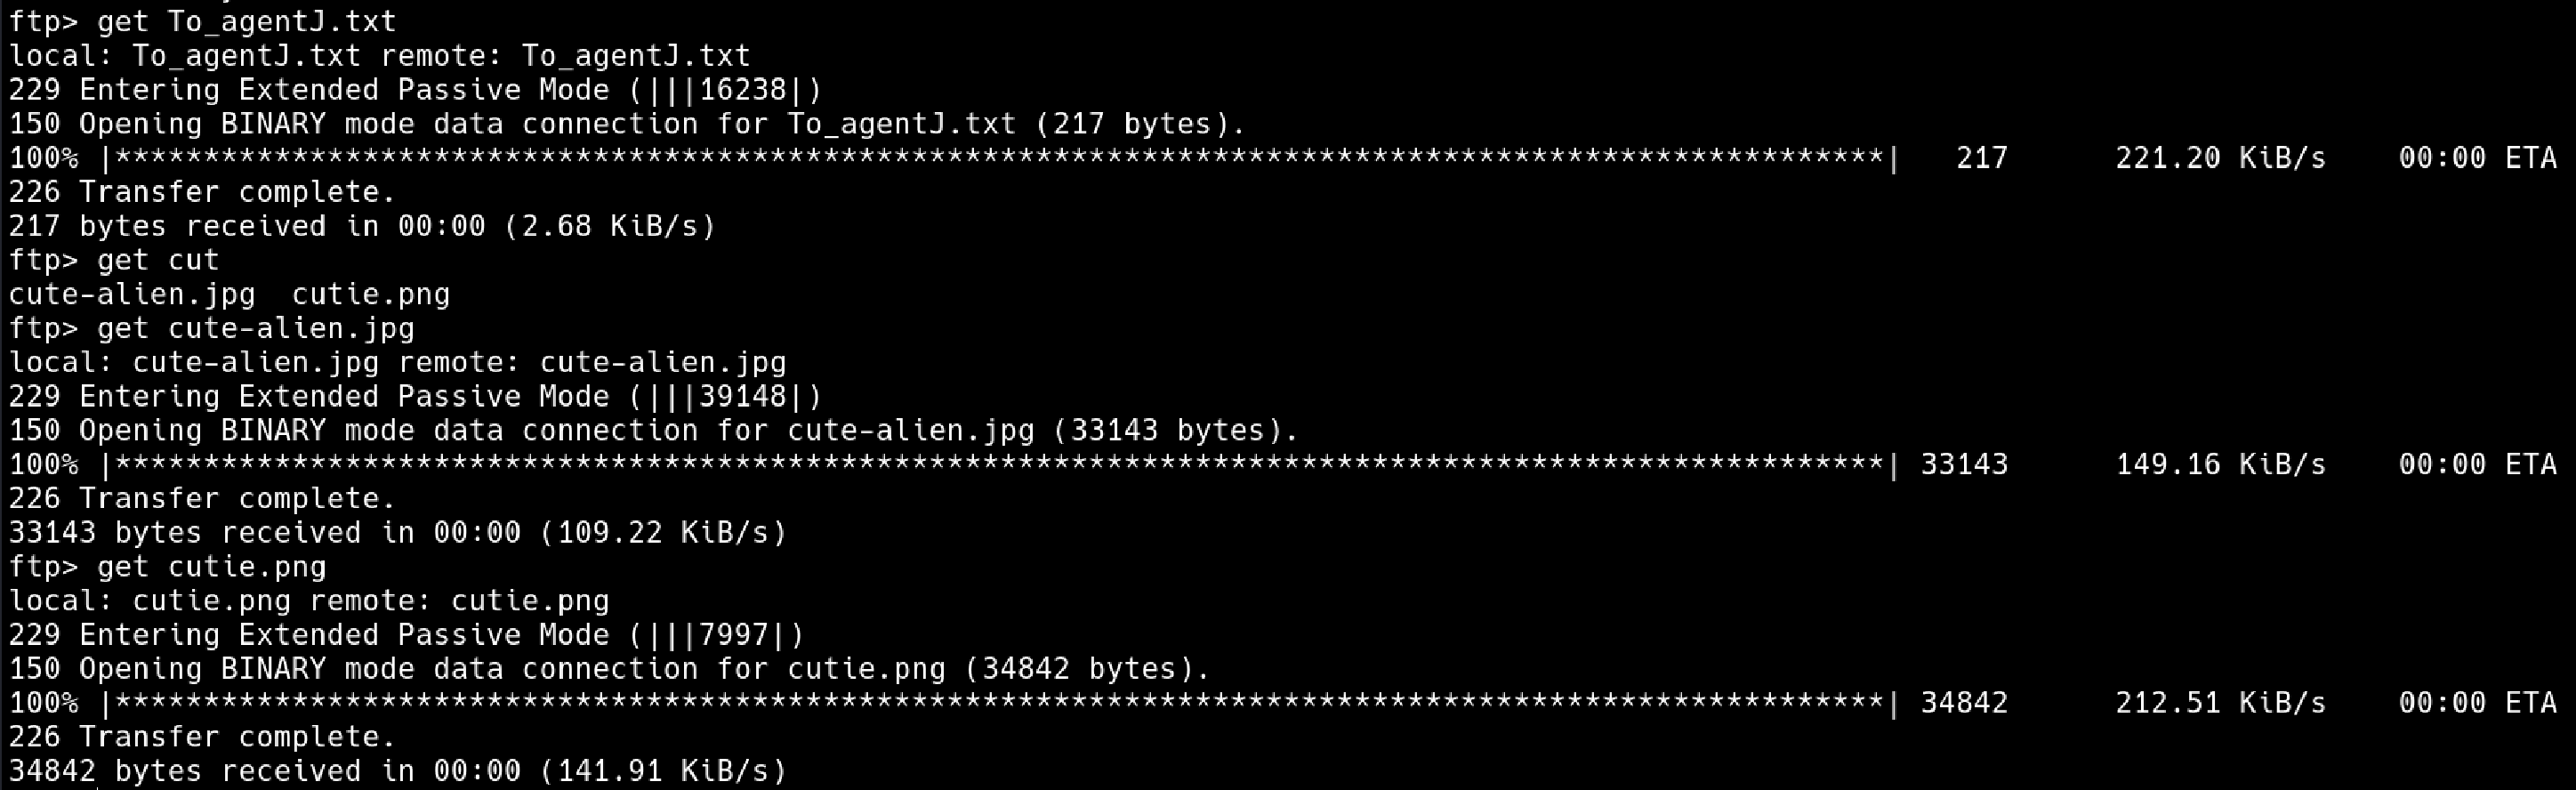 ftp> get To_agentJ.txt
local: To_agentJ.txt remote: To_agentJ.txt
229 Entering Extended Passive Mode (|||16238|)
150 Opening BINARY mode data connection for To_agentJ.txt (217 bytes).
100% |****************************************************************************************************|   217      221.20 KiB/s    00:00 ETA
226 Transfer complete.
217 bytes received in 00:00 (2.68 KiB/s)
ftp> get cut
cute-alien.jpg  cutie.png
ftp> get cute-alien.jpg
local: cute-alien.jpg remote: cute-alien.jpg
229 Entering Extended Passive Mode (|||39148|)
150 Opening BINARY mode data connection for cute-alien.jpg (33143 bytes).
100% |****************************************************************************************************| 33143      149.16 KiB/s    00:00 ETA
226 Transfer complete.
33143 bytes received in 00:00 (109.22 KiB/s)
ftp> get cutie.png
local: cutie.png remote: cutie.png
229 Entering Extended Passive Mode (|||7997|)
150 Opening BINARY mode data connection for cutie.png (34842 bytes).
100% |****************************************************************************************************| 34842      212.51 KiB/s    00:00 ETA
226 Transfer complete.
34842 bytes received in 00:00 (141.91 KiB/s)